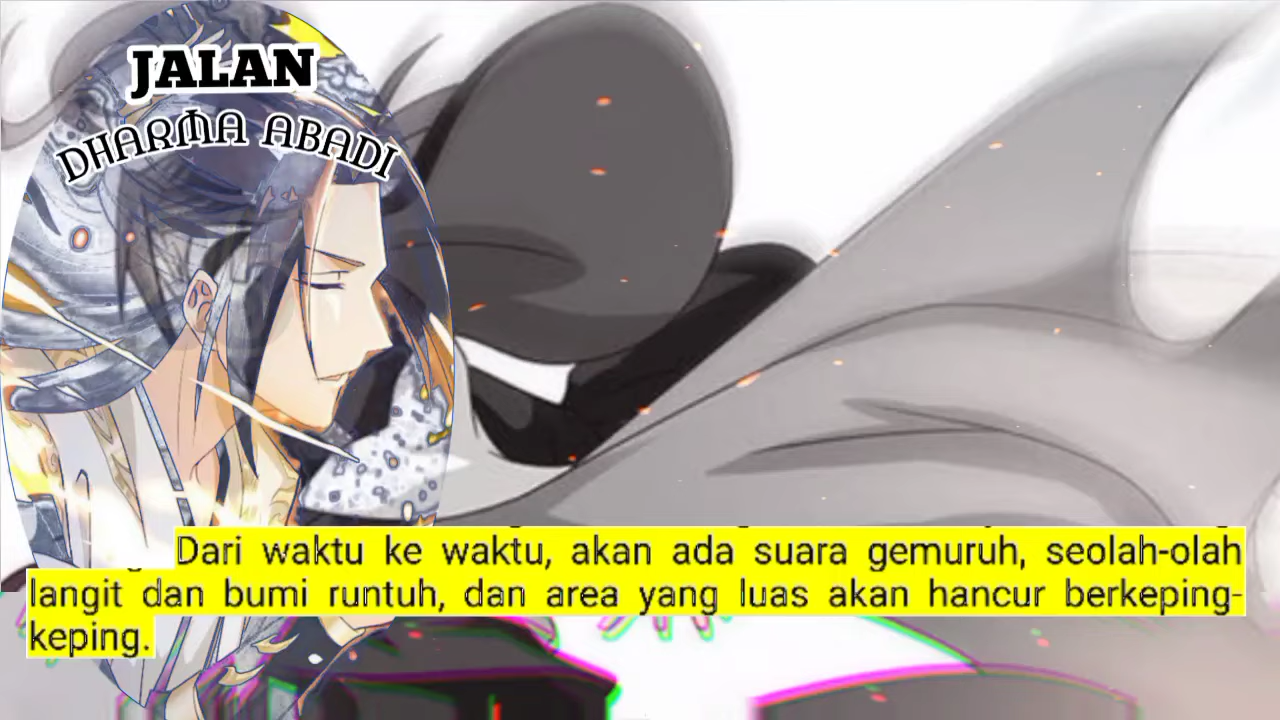 JALAN
DHARMA ABADI
Dari waktu ke waktu, akan ada suara gemuruh, seolah-olah
langit dan bumi runtuh, dan area yang luas akan hancur berkeping-
keping.